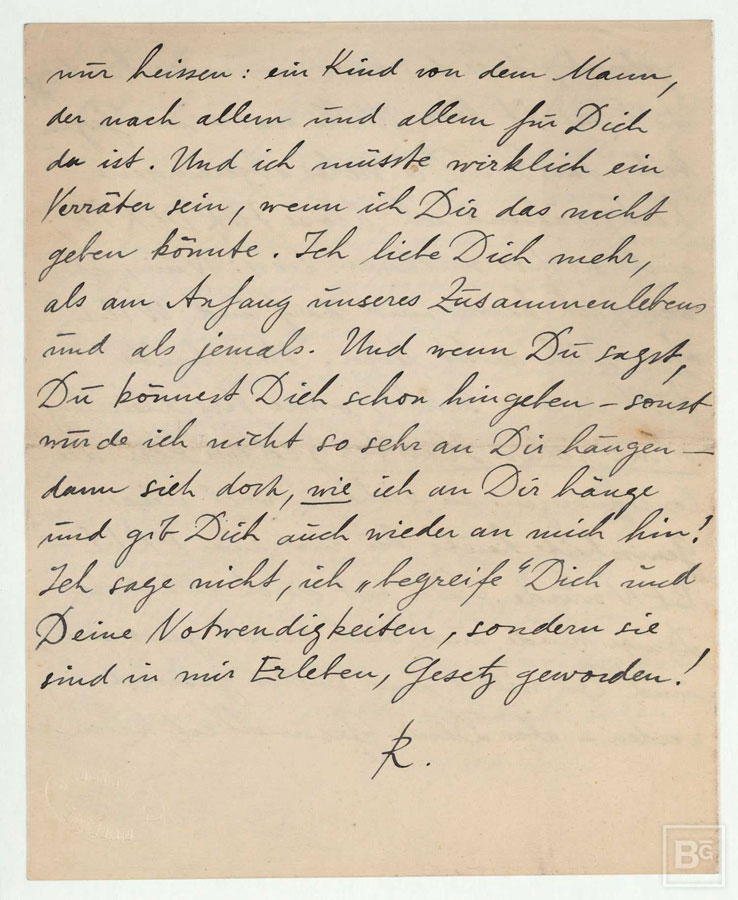 nur heissen: ein Kind von dem Mann,
der nach allem und allem für Dich
da ist. Und ich müsste wirklich ein
Verräter sein, wenn ich Dir das nicht
geben könnte. Ich liebe Dich mehr,
als am Anfang unseres Zusammenlebens
und als jemals. Und wenn Du sagst,
Du könnest Dich schon hingeben – sonst
würde ich nicht so sehr an Dir hängen –
dann sieh doch, wie ich an Dir hänge
und gib Dich auch wieder an mich hin!
Ich sage nicht, ich „begreife“ Dich und
Deine Notwendigkeiten, sondern sie
sind in mir Erleben, Gesetz geworden!
R.
BG